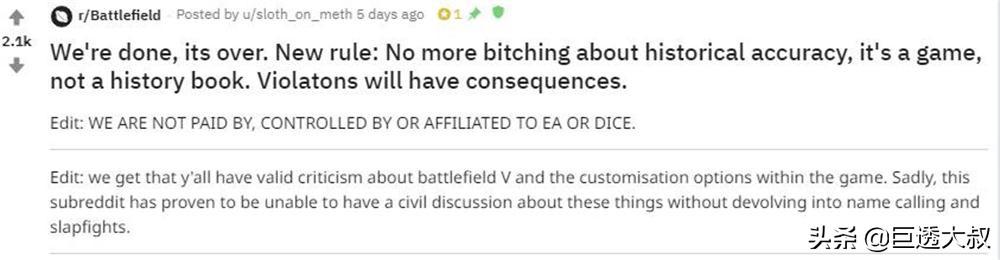 r/Battlefield · Posted by u/sloth_on_meth 5 days ago 1
2.1k
We're done, its over. New rule: No more bitching about historical accuracy, it's a game,
not a history book. Violatons will have consequences.
Edit: WE ARE NOT PAID BY, CONTROLLED BY OR AFFILIATED TO EA OR DICE.
Edit: we get that y'all have valid criticism about battlefield V and the customisation options within the game. Sadly, this
subreddit has proven to be unable to have a civil discussion about these things without devolving into name calling and
slapfights.
头条 @巨透大叔